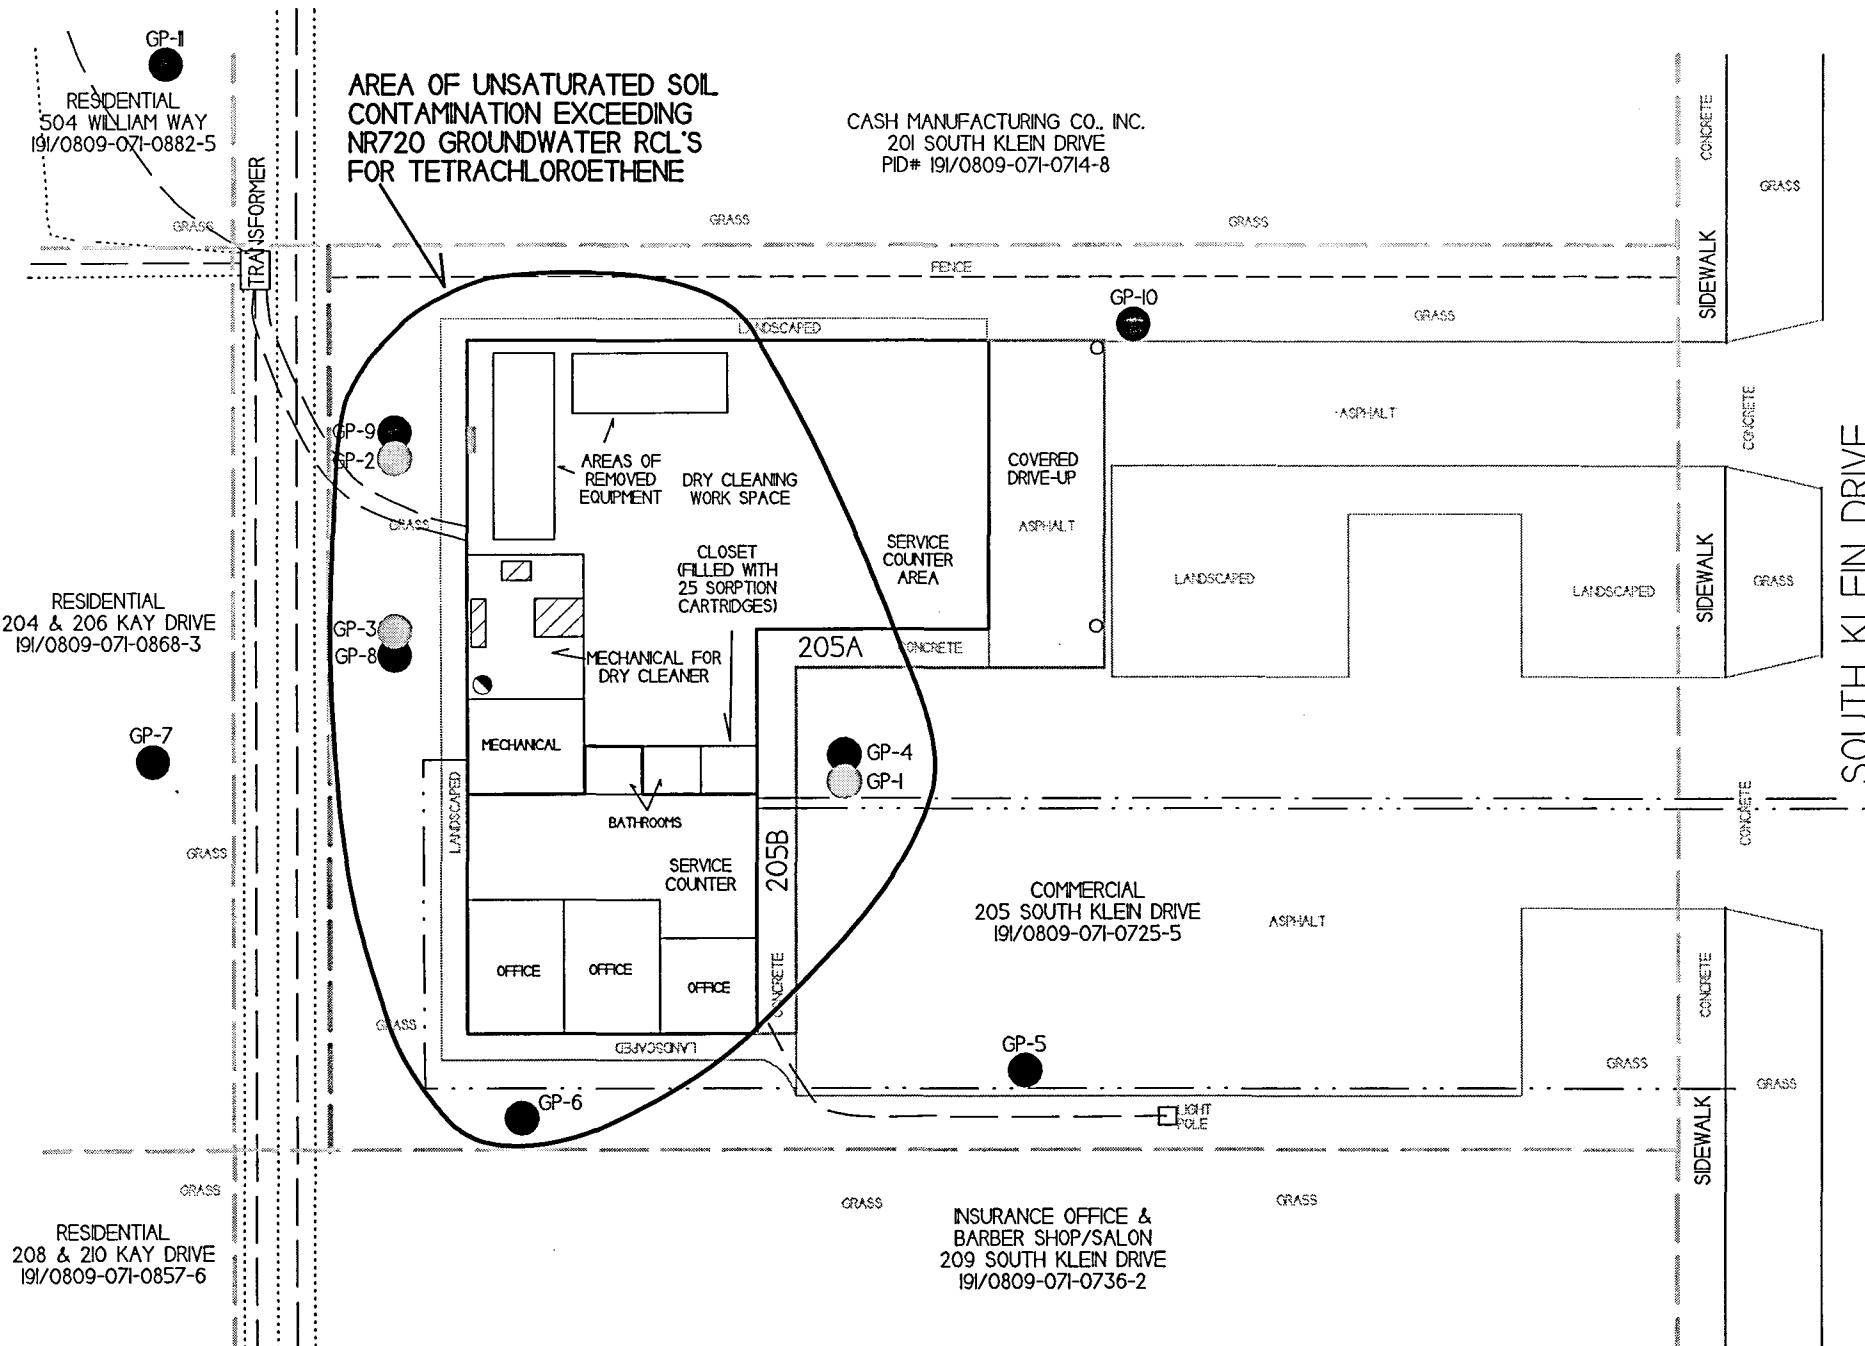 GP-11
RESIDENTIAL
504 WILLIAM WAY
191/0809-071-0882-5
GRASS
TRANSFORMER
AREA OF UNSATURATED SOIL
CONTAMINATION EXCEEDING
NR720 GROUNDWATER RCL'S
FOR TETRACHLOROETHENE
CASH MANUFACTURING CO., INC.
201 SOUTH KLEIN DRIVE
PID# 191/0809-071-0714-8
GRASS
GRASS
FENCE
CONCRETE
GRASS
SIDEWALK
GP-10
GRASS
LANDSCAPED
GP-9
GP-2
GRASS
AREAS OF
REMOVED
EQUIPMENT
DRY CLEANING
WORK SPACE
COVERED
DRIVE-UP
ASPHALT
ASPHALT
CONCRETE
SOUTH KLEIN DRIVE
CLOSET
(FILLED WITH
25 SORPTION
CARTRIDGES)
SERVICE
COUNTER
AREA
LANDSCAPED
LANDSCAPED
SIDEWALK
GRASS
RESIDENTIAL
204 & 206 KAY DRIVE
191/0809-071-0868-3
GP-3
GP-8
MECHANICAL FOR
DRY CLEANER
205A
CONCRETE
GP-7
MECHANICAL
GP-4
GP-1
LANDSCAPED
BATHROOMS
GRASS
SERVICE
COUNTER
205B
CONCRETE
COMMERCIAL
205 SOUTH KLEIN DRIVE
191/0809-071-0725-5
ASPHALT
OFFICE
OFFICE
OFFICE
CONCRETE
CONCRETE
GRASS
LANDSCAPED
GP-5
GRASS
GRASS
GP-6
LIGHT
POLE
SIDEWALK
GRASS
GRASS
GRASS
RESIDENTIAL
208 & 210 KAY DRIVE
191/0809-071-0857-6
INSURANCE OFFICE &
BARBER SHOP/SALON
209 SOUTH KLEIN DRIVE
191/0809-071-0736-2